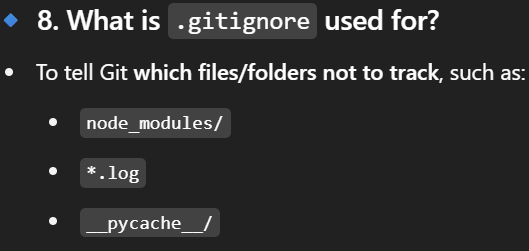 8. What is .gitignore used for?
To tell Git which files/folders not to track, such as:
node_modules/
*.log
__pycache__/